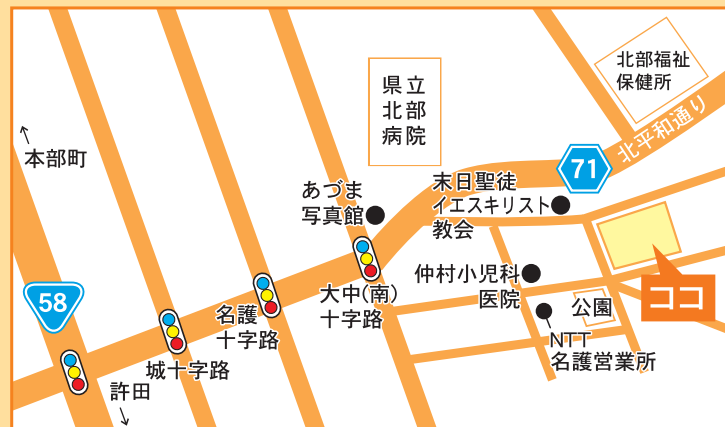 北部福祉
保健所
県立
北部
病院
北平和通り
71
↑
本部町
末日聖徒
イエスキリスト
教会
あづま
写真館
仲村小児科
医院
58
大中(南)
十字路
名護
十字路
公園
ココ
NTT
名護営業所
城十字路
許田
↓